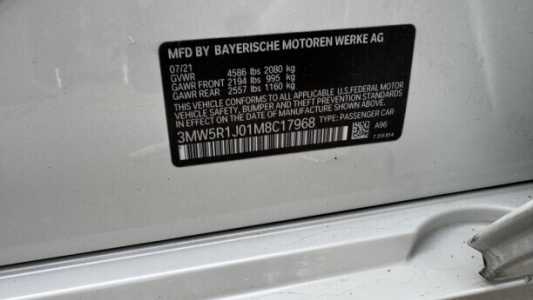 MFD BY BAYERISCHE MOTOREN WERKE AG
07/21
GVWR 4586 lbs 2080 kg
GAWR FRONT 2194 lbs 995 kg
GAWR REAR 2557 lbs 1160 kg
THIS VEHICLE CONFORMS TO ALL APPLICABLE U.S. FEDERAL MOTOR
VEHICLE SAFETY, BUMPER, AND THEFT PREVENTION STANDARDS
IN EFFECT ON THE DATE OF MANUFACTURE SHOWN ABOVE.
3MW5R1J01M8C17968 TYPE: PASSENGER CAR
A96